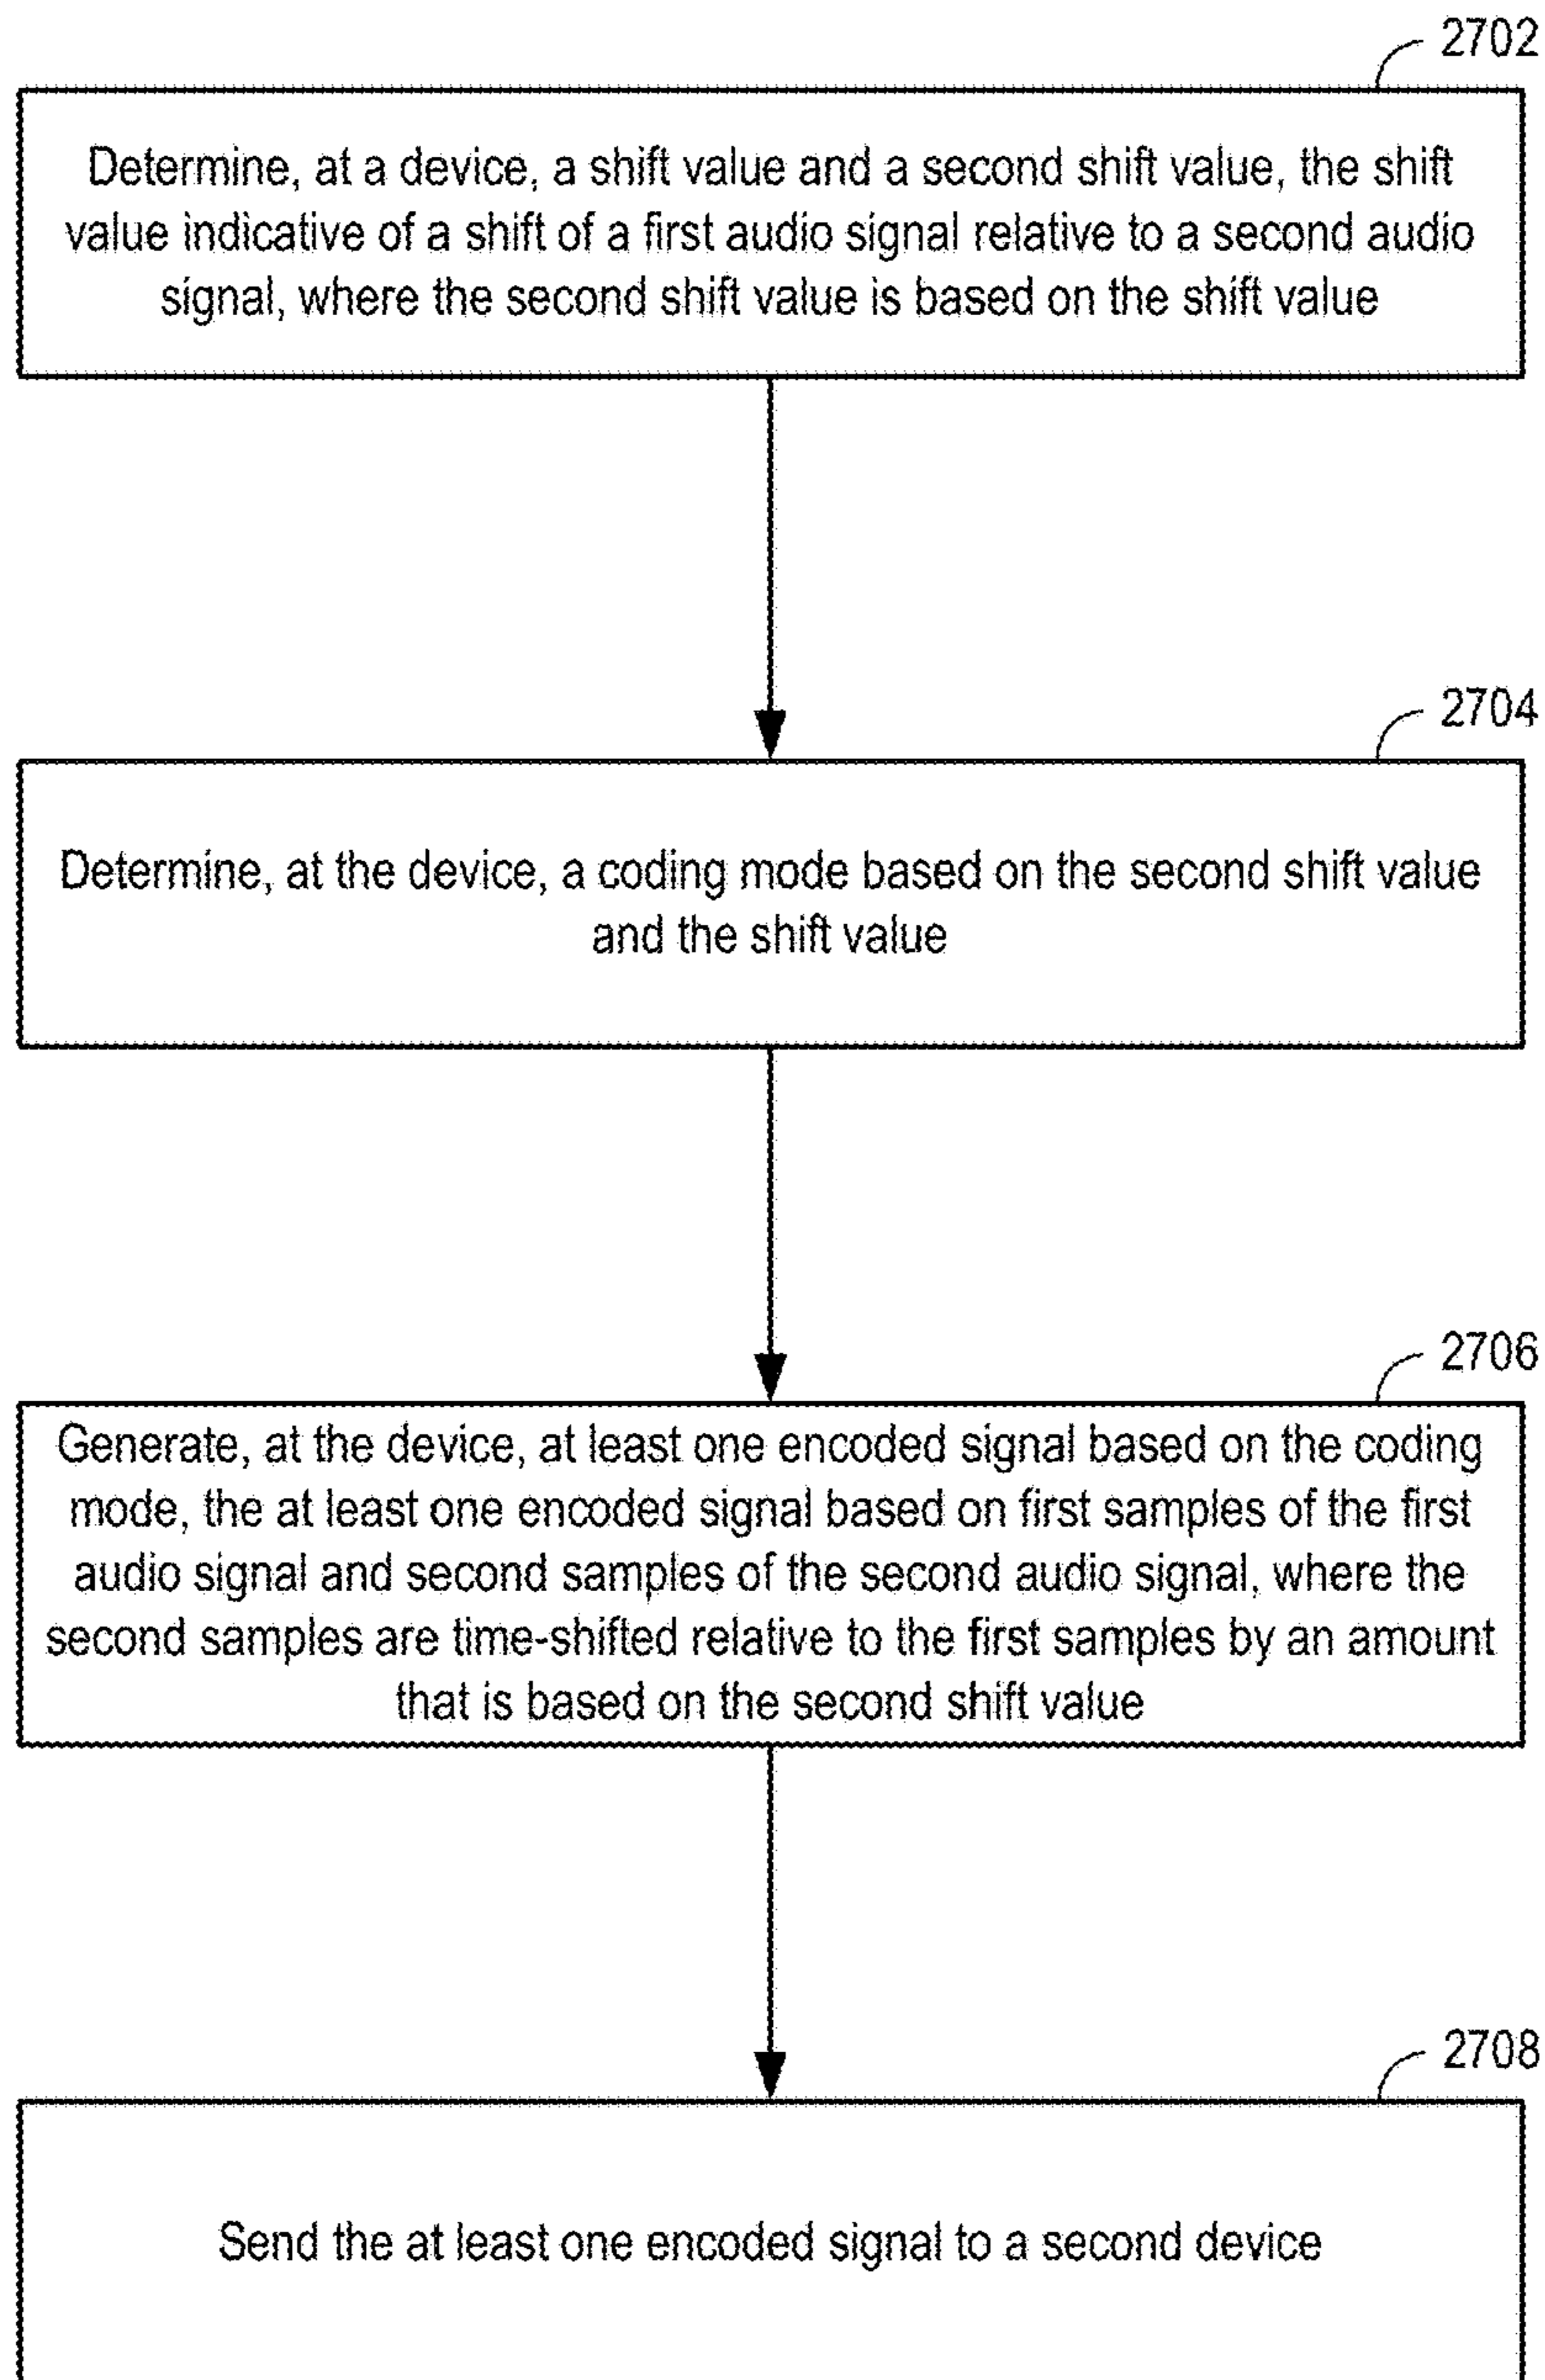 2702
Determine, at a device, a shift value and a second shift value, the shift
value indicative of a shift of a first audio signal relative to a second audio
signal, where the second shift value is based on the shift value
2704
Determine, at the device, a coding mode based on the second shift value
and the shift value
2706
Generate, at the device, at least one encoded signal based on the coding
mode, the at least one encoded signal based on first samples of the first
audio signal and second samples of the second audio signal, where the
second samples are time-shifted relative to the first samples by an amount
that is based on the second shift value
2708
Send the at least one encoded signal to a second device